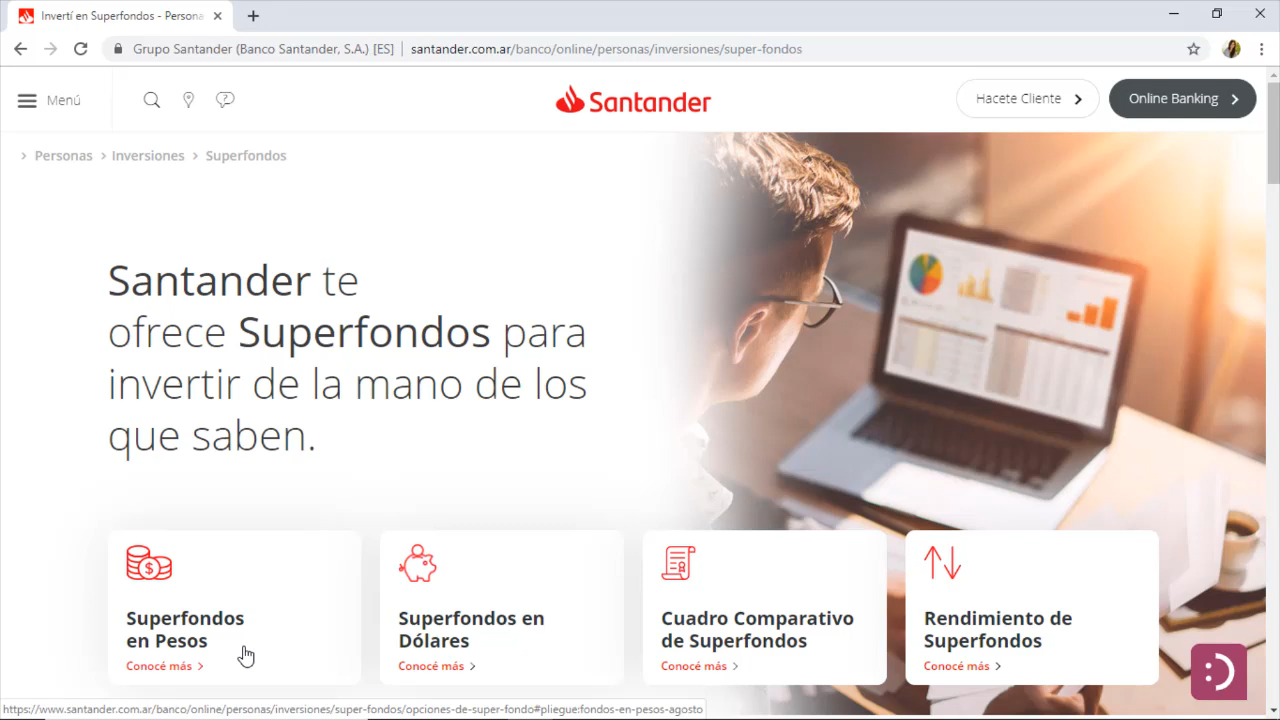 Invertí en Superfondos - Persona
Grupo Santander (Banco Santander, S.A.) [ES]
santander.com.ar/banco/online/personas/inversiones/super-fondos
Menú
Santander
Hacete Cliente
Online Banking
Personas > Inversiones > Superfondos
Santander te
ofrece Superfondos para
invertir de la mano de los
que saben.
Superfondos
en Pesos
Conocé más >
Superfondos en
Dólares
Conocé más >
Cuadro Comparativo
de Superfondos
Conocé más >
Rendimiento de
Superfondos
Conocé más >
https://www.santander.com.ar/banco/online/personas/inversiones/super-fondos/opciones-de-super-fondo#pliegue:fondos-en-pesos-agosto